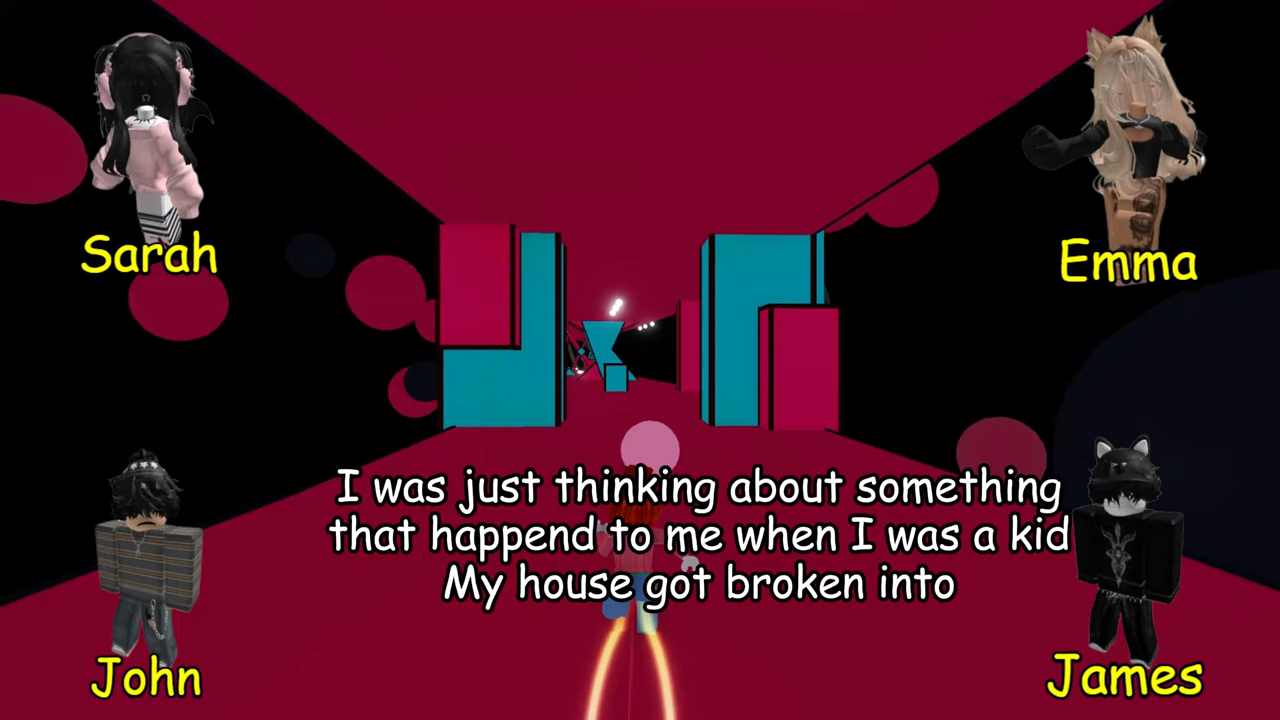 Sarah
Emma
I was just thinking about something
that happend to me when I was a kid
My house got broken into
John
James